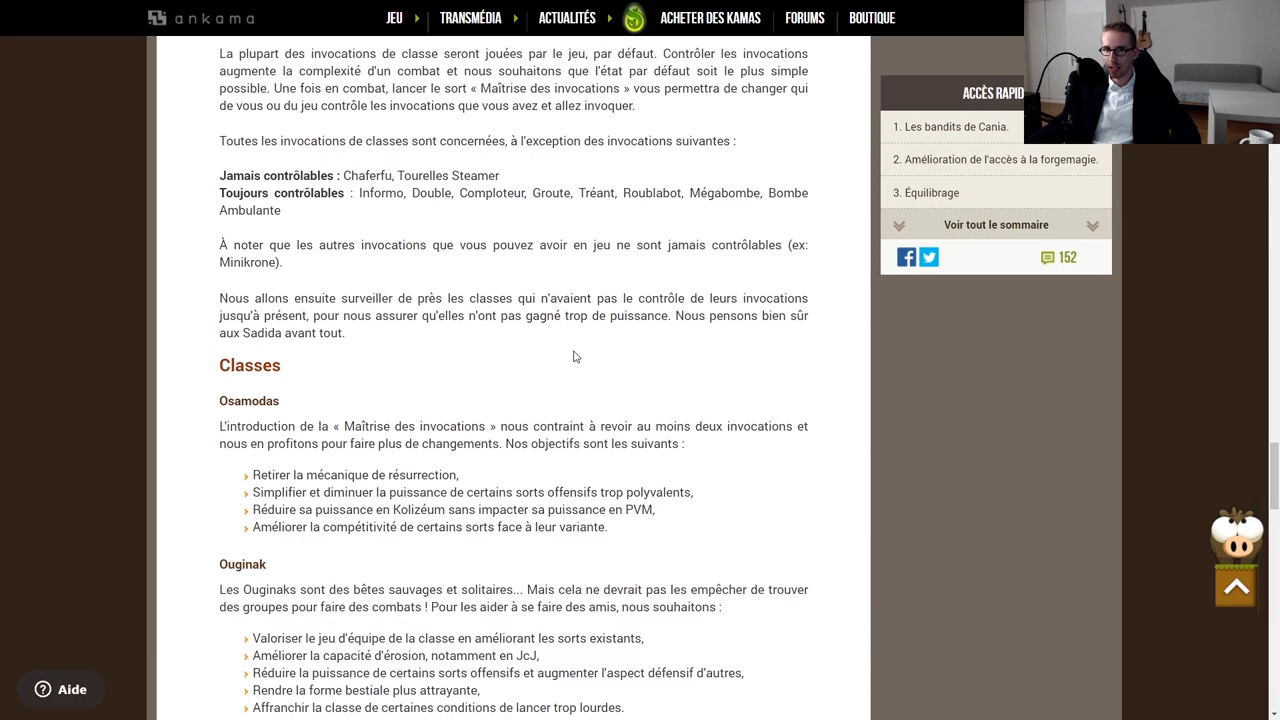 ankama
JEU TRANSMÉDIA ACTUALITÉS ACHETER DES KAMAS FORUMS BOUTIQUE
La plupart des invocations de classe seront jouées par le jeu, par défaut. Contrôler les invocations
augmente la complexité d'un combat et nous souhaitons que l'état par défaut soit le plus simple
possible. Une fois en combat, lancer le sort « Maîtrise des invocations » vous permettra de changer qui
de vous ou du jeu contrôle les invocations que vous avez et allez invoquer.
Toutes les invocations de classes sont concernées, à l'exception des invocations suivantes :
Jamais contrôlables : Chaferfu, Tourelles Steamer
Toujours contrôlables : Informo, Double, Comploteur, Groute, Tréant, Roublabot, Mégabombe, Bombe
Ambulante
À noter que les autres invocations que vous pouvez avoir en jeu ne sont jamais contrôlables (ex:
Minikrone).
Nous allons ensuite surveiller de près les classes qui n'avaient pas le contrôle de leurs invocations
jusqu'à présent, pour nous assurer qu'elles n'ont pas gagné trop de puissance. Nous pensons bien sûr
aux Sadida avant tout.
Classes
Osamodas
L'introduction de la « Maîtrise des invocations » nous contraint à revoir au moins deux invocations et
nous en profitons pour faire plus de changements. Nos objectifs sont les suivants :
Retirer la mécanique de résurrection,
Simplifier et diminuer la puissance de certains sorts offensifs trop polyvalents,
Réduire sa puissance en Kolizéum sans impacter sa puissance en PVM,
Améliorer la compétitivité de certains sorts face à leur variante.
Ouginak
Les Ouginaks sont des bêtes sauvages et solitaires... Mais cela ne devrait pas les empêcher de trouver
des groupes pour faire des combats ! Pour les aider à se faire des amis, nous souhaitons :
Valoriser le jeu d'équipe de la classe en améliorant les sorts existants,
Améliorer la capacité d'érosion, notamment en JcJ,
Réduire la puissance de certains sorts offensifs et augmenter l'aspect défensif d'autres,
Rendre la forme bestiale plus attrayante,
Affranchir la classe de certaines conditions de lancer trop lourdes.
ACCÈS RAPID
1. Les bandits de Cania.
2. Amélioration de l'accès à la forgemagie.
3. Équilibrage
Voir tout le sommaire
152
? Aide